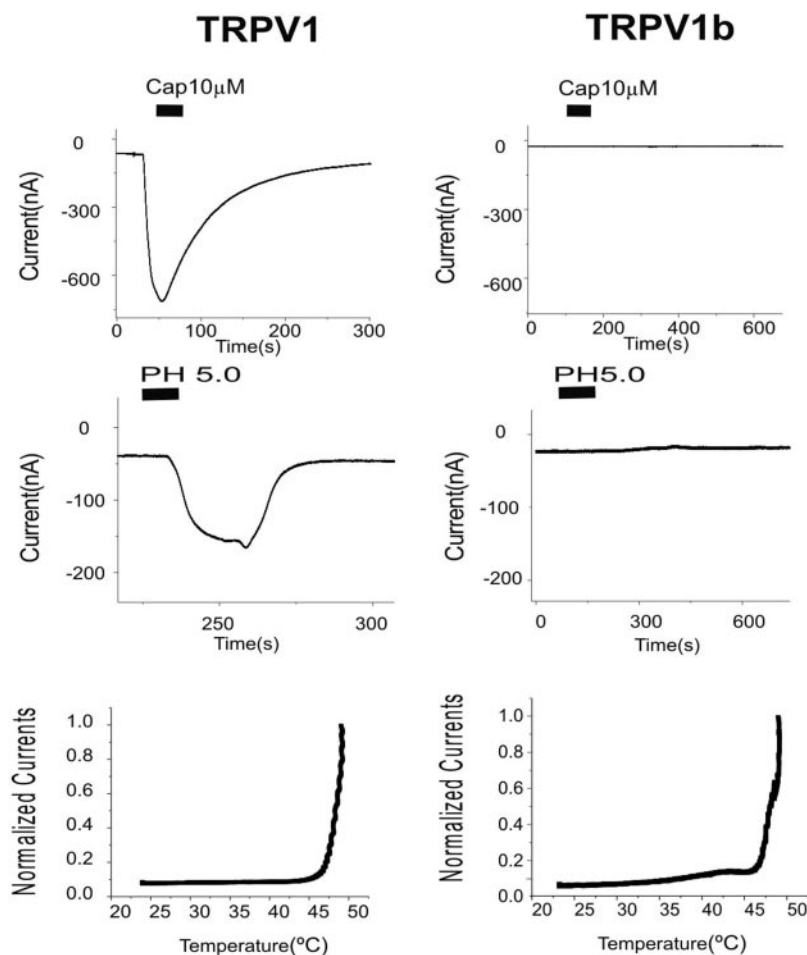 TRPV1
TRPV1b
Cap10μM
Cap10μM
Current(nA)
0
-300
-600
0 100 200 300
Time(s)
Current(nA)
0
-300
-600
0 200 400 600
Time(s)
PH 5.0
PH5.0
Current(nA)
0
-100
-200
250 300
Time(s)
Current(nA)
0
-100
-200
0 300 600
Time(s)
Normalized Currents
1.0
0.8
0.6
0.4
0.2
0.0
20 25 30 35 40 45 50
Temperature(ºC)
Normalized Currents
1.0
0.8
0.6
0.4
0.2
0.0
20 25 30 35 40 45 50
Temperature(ºC)